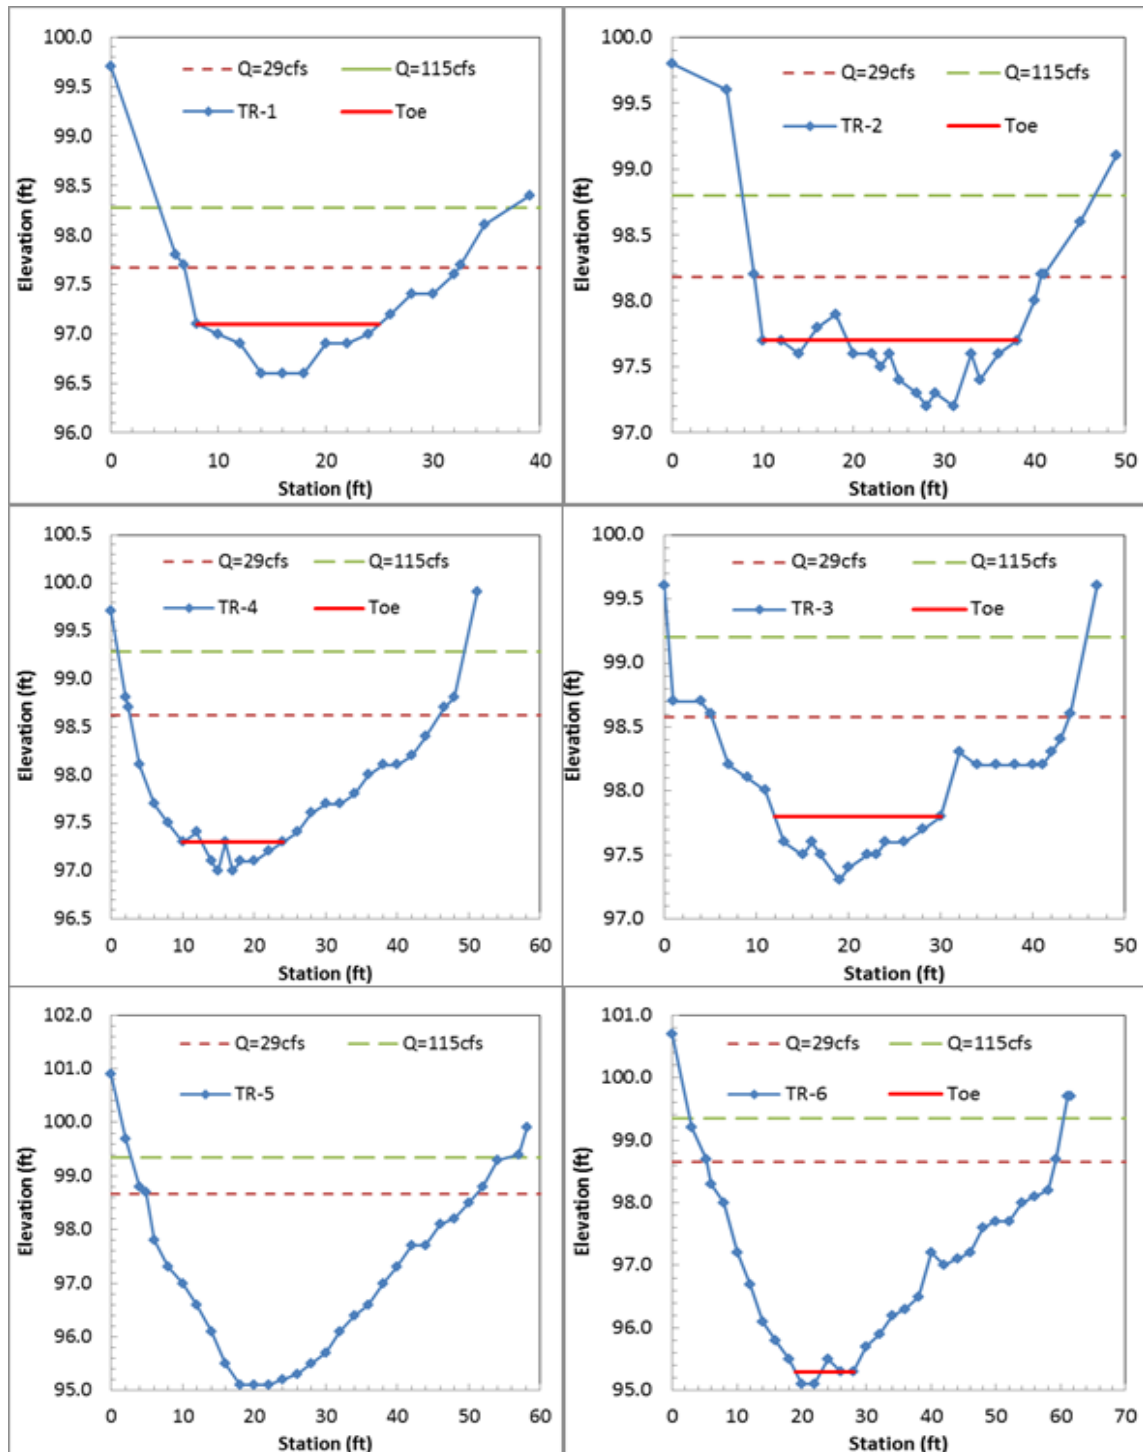 100.0
99.5
99.0
98.5
98.0
97.5
97.0
96.5
96.0
Elevation (ft)
Q=29cfs Q=115cfs
TR-1 Toe
0 10 20 30 40
Station (ft)
100.0
99.5
99.0
98.5
98.0
97.5
97.0
Elevation (ft)
Q=29cfs Q=115cfs
TR-2 Toe
0 10 20 30 40 50
Station (ft)
100.5
100.0
99.5
99.0
98.5
98.0
97.5
97.0
96.5
Elevation (ft)
Q=29cfs Q=115cfs
TR-4 Toe
0 10 20 30 40 50 60
Station (ft)
100.0
99.5
99.0
98.5
98.0
97.5
97.0
Elevation (ft)
Q=29cfs Q=115cfs
TR-3 Toe
0 10 20 30 40 50
Station (ft)
102.0
101.0
100.0
99.0
98.0
97.0
96.0
95.0
Elevation (ft)
Q=29cfs Q=115cfs
TR-5
0 10 20 30 40 50 60
Station (ft)
101.0
100.0
99.0
98.0
97.0
96.0
95.0
Elevation (ft)
Q=29cfs Q=115cfs
TR-6 Toe
0 10 20 30 40 50 60 70
Station (ft)